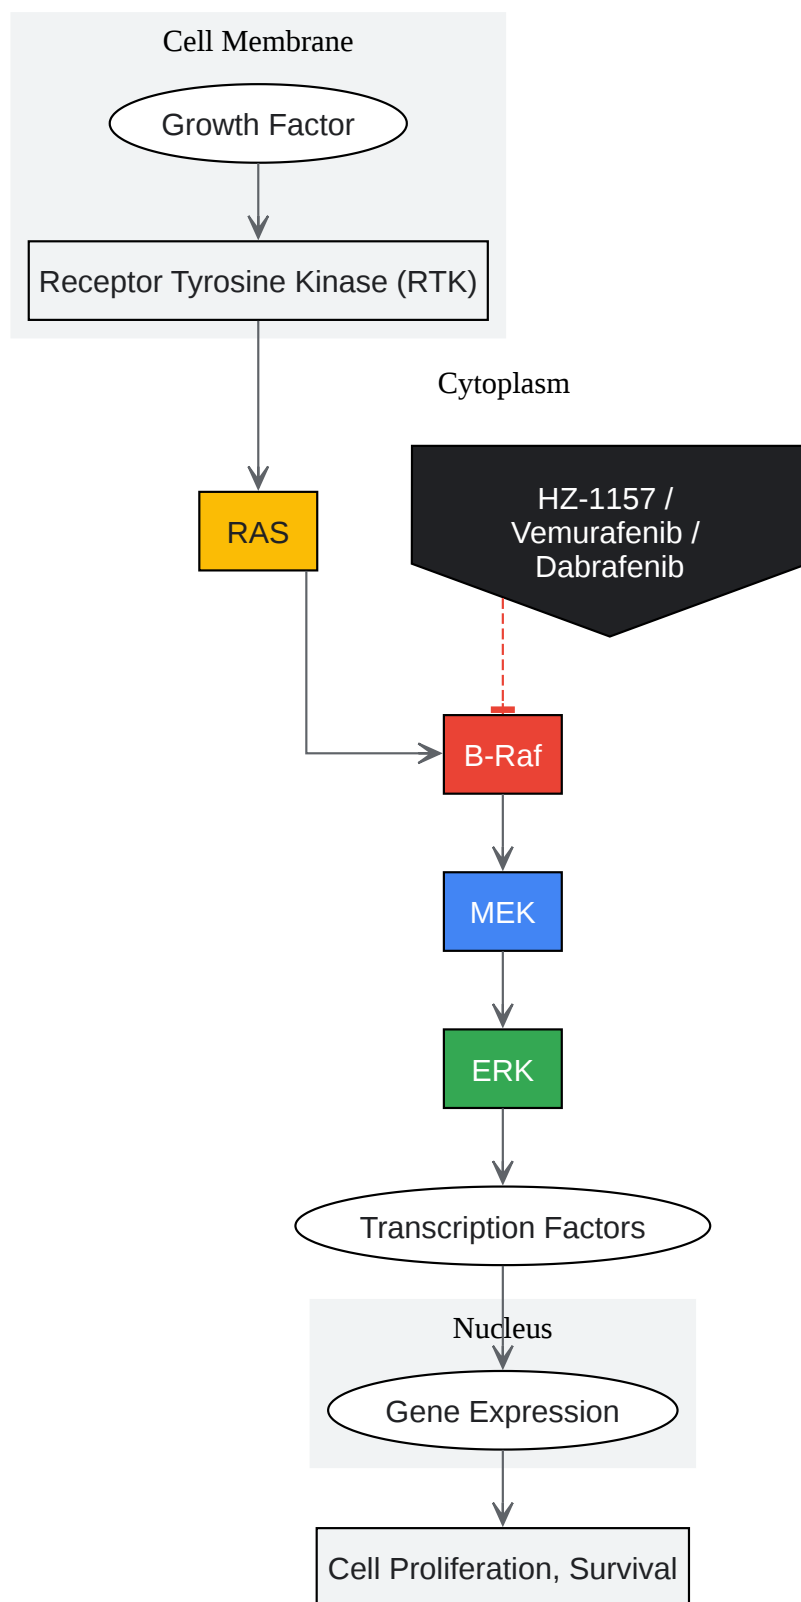 Cell Membrane
Growth Factor
Receptor Tyrosine Kinase (RTK)
Cytoplasm
RAS
HZ-1157 /
Vemurafenib /
Dabrafenib
B-Raf
MEK
ERK
Transcription Factors
Nucleus
Gene Expression
Cell Proliferation, Survival